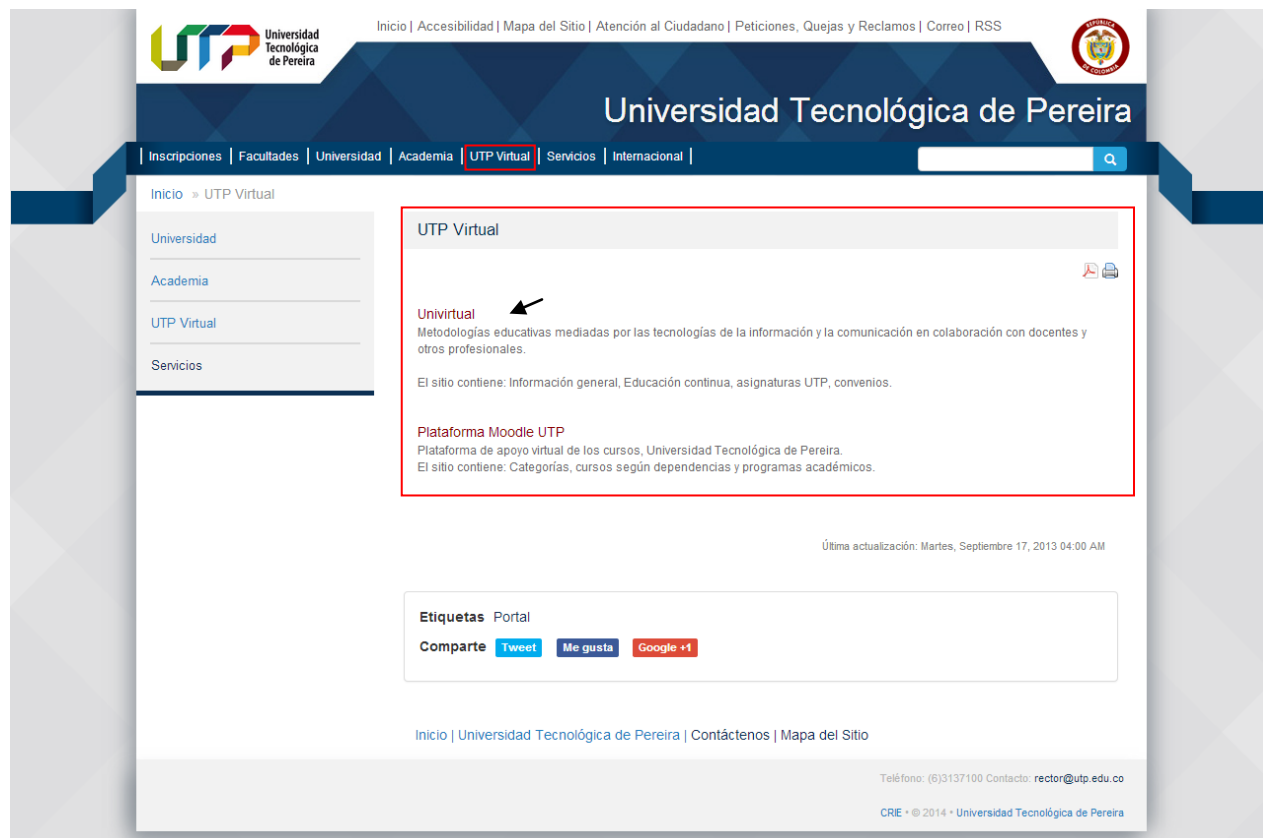 Inicio | Accesibilidad | Mapa del Sitio | Atención al Ciudadano | Peticiones, Quejas y Reclamos | Correo | RSS
UTP
Universidad
Tecnológica
de Pereira
REPÚBLICA
DE COLOMBIA
Universidad Tecnológica de Pereira
| Inscripciones | Facultades | Universidad | Academia | UTP Virtual | Servicios | Internacional |
Inicio » UTP Virtual
Universidad
Academia
UTP Virtual
Servicios
UTP Virtual
Univirtual
Metodologías educativas mediadas por las tecnologías de la información y la comunicación en colaboración con docentes y
otros profesionales.
El sitio contiene: Información general, Educación continua, asignaturas UTP, convenios.
Plataforma Moodle UTP
Plataforma de apoyo virtual de los cursos, Universidad Tecnológica de Pereira.
El sitio contiene: Categorías, cursos según dependencias y programas académicos.
Última actualización: Martes, Septiembre 17, 2013 04:00 AM
Etiquetas Portal
Comparte Tweet Me gusta Google +1
Inicio | Universidad Tecnológica de Pereira | Contáctenos | Mapa del Sitio
Teléfono: (6)3137100 Contacto: rector@utp.edu.co
CRIE • © 2014 • Universidad Tecnológica de Pereira